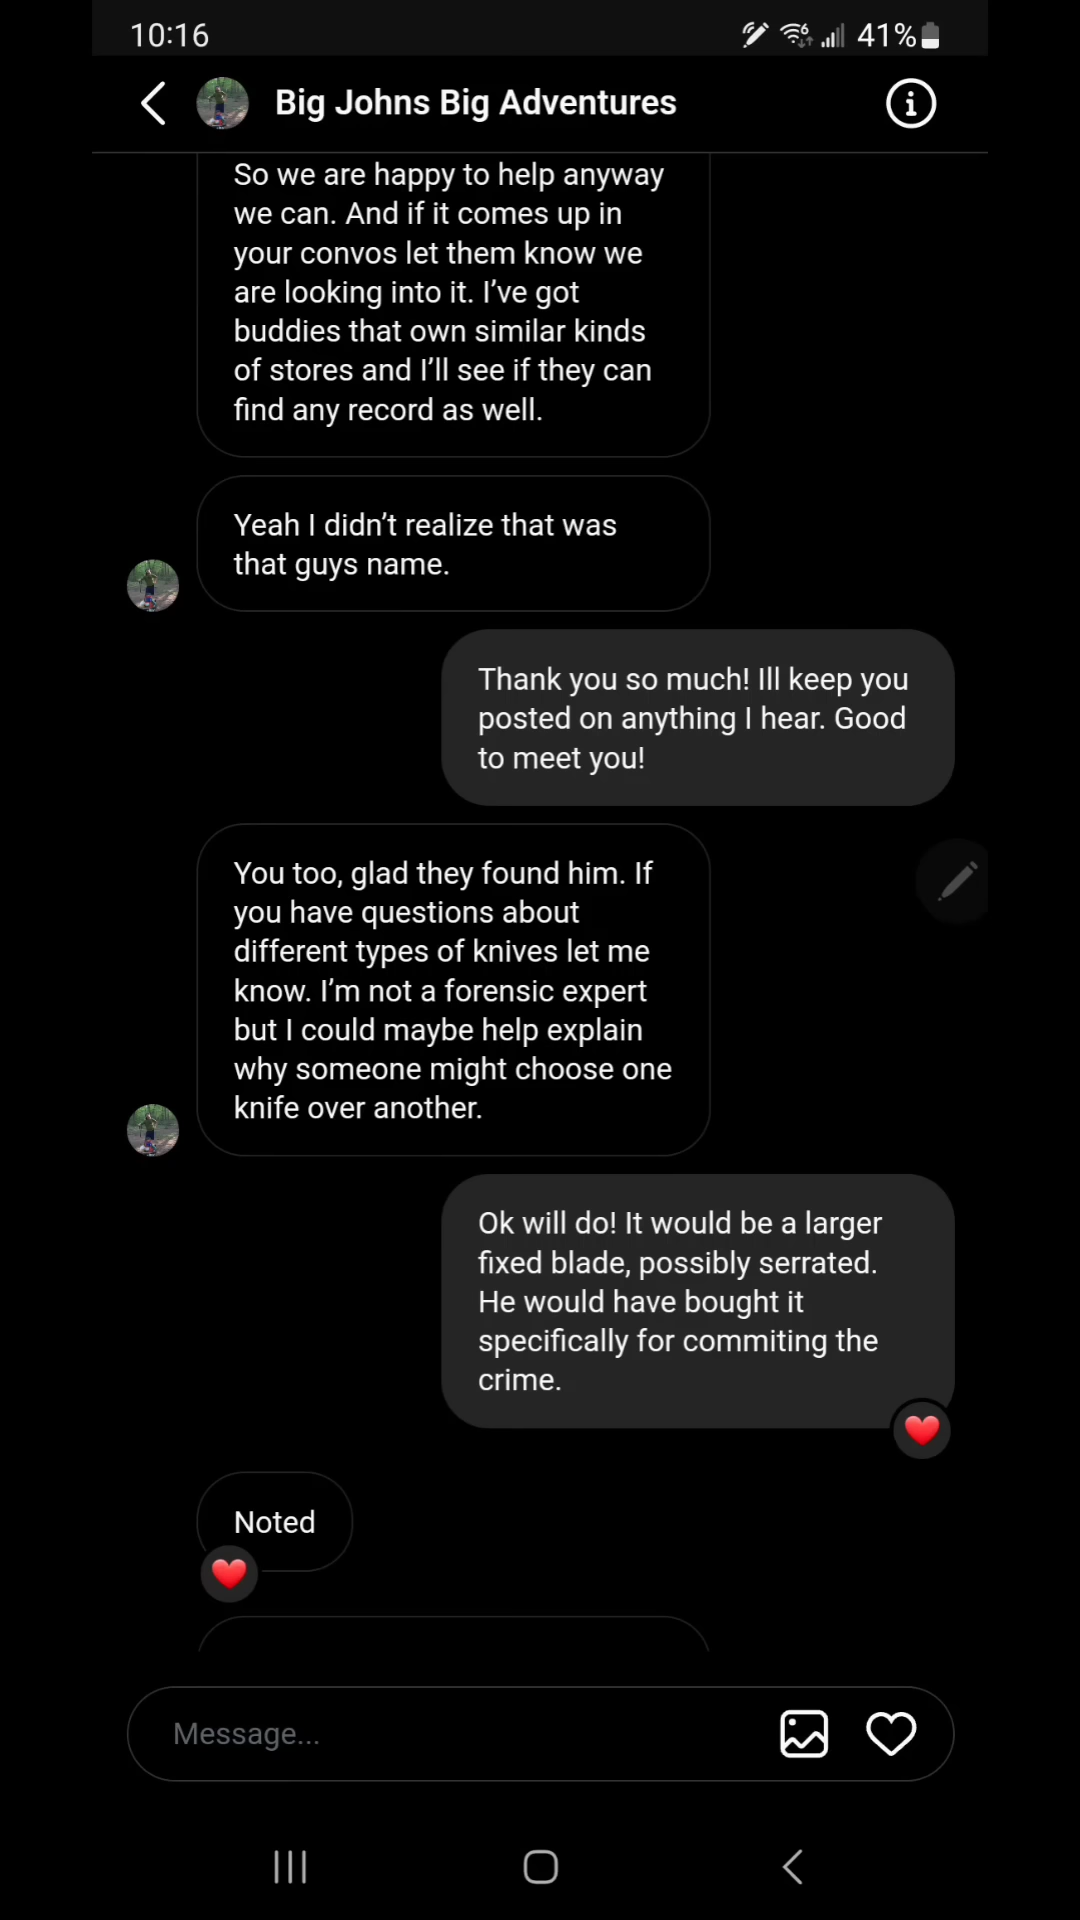 10:16
41%
Big Johns Big Adventures
So we are happy to help anyway
we can. And if it comes up in
your convos let them know we
are looking into it. I’ve got
buddies that own similar kinds
of stores and I’ll see if they can
find any record as well.
Yeah I didn’t realize that was
that guys name.
Thank you so much! Ill keep you
posted on anything I hear. Good
to meet you!
You too, glad they found him. If
you have questions about
different types of knives let me
know. I’m not a forensic expert
but I could maybe help explain
why someone might choose one
knife over another.
Ok will do! It would be a larger
fixed blade, possibly serrated.
He would have bought it
specifically for commiting the
crime.
Noted
Message...